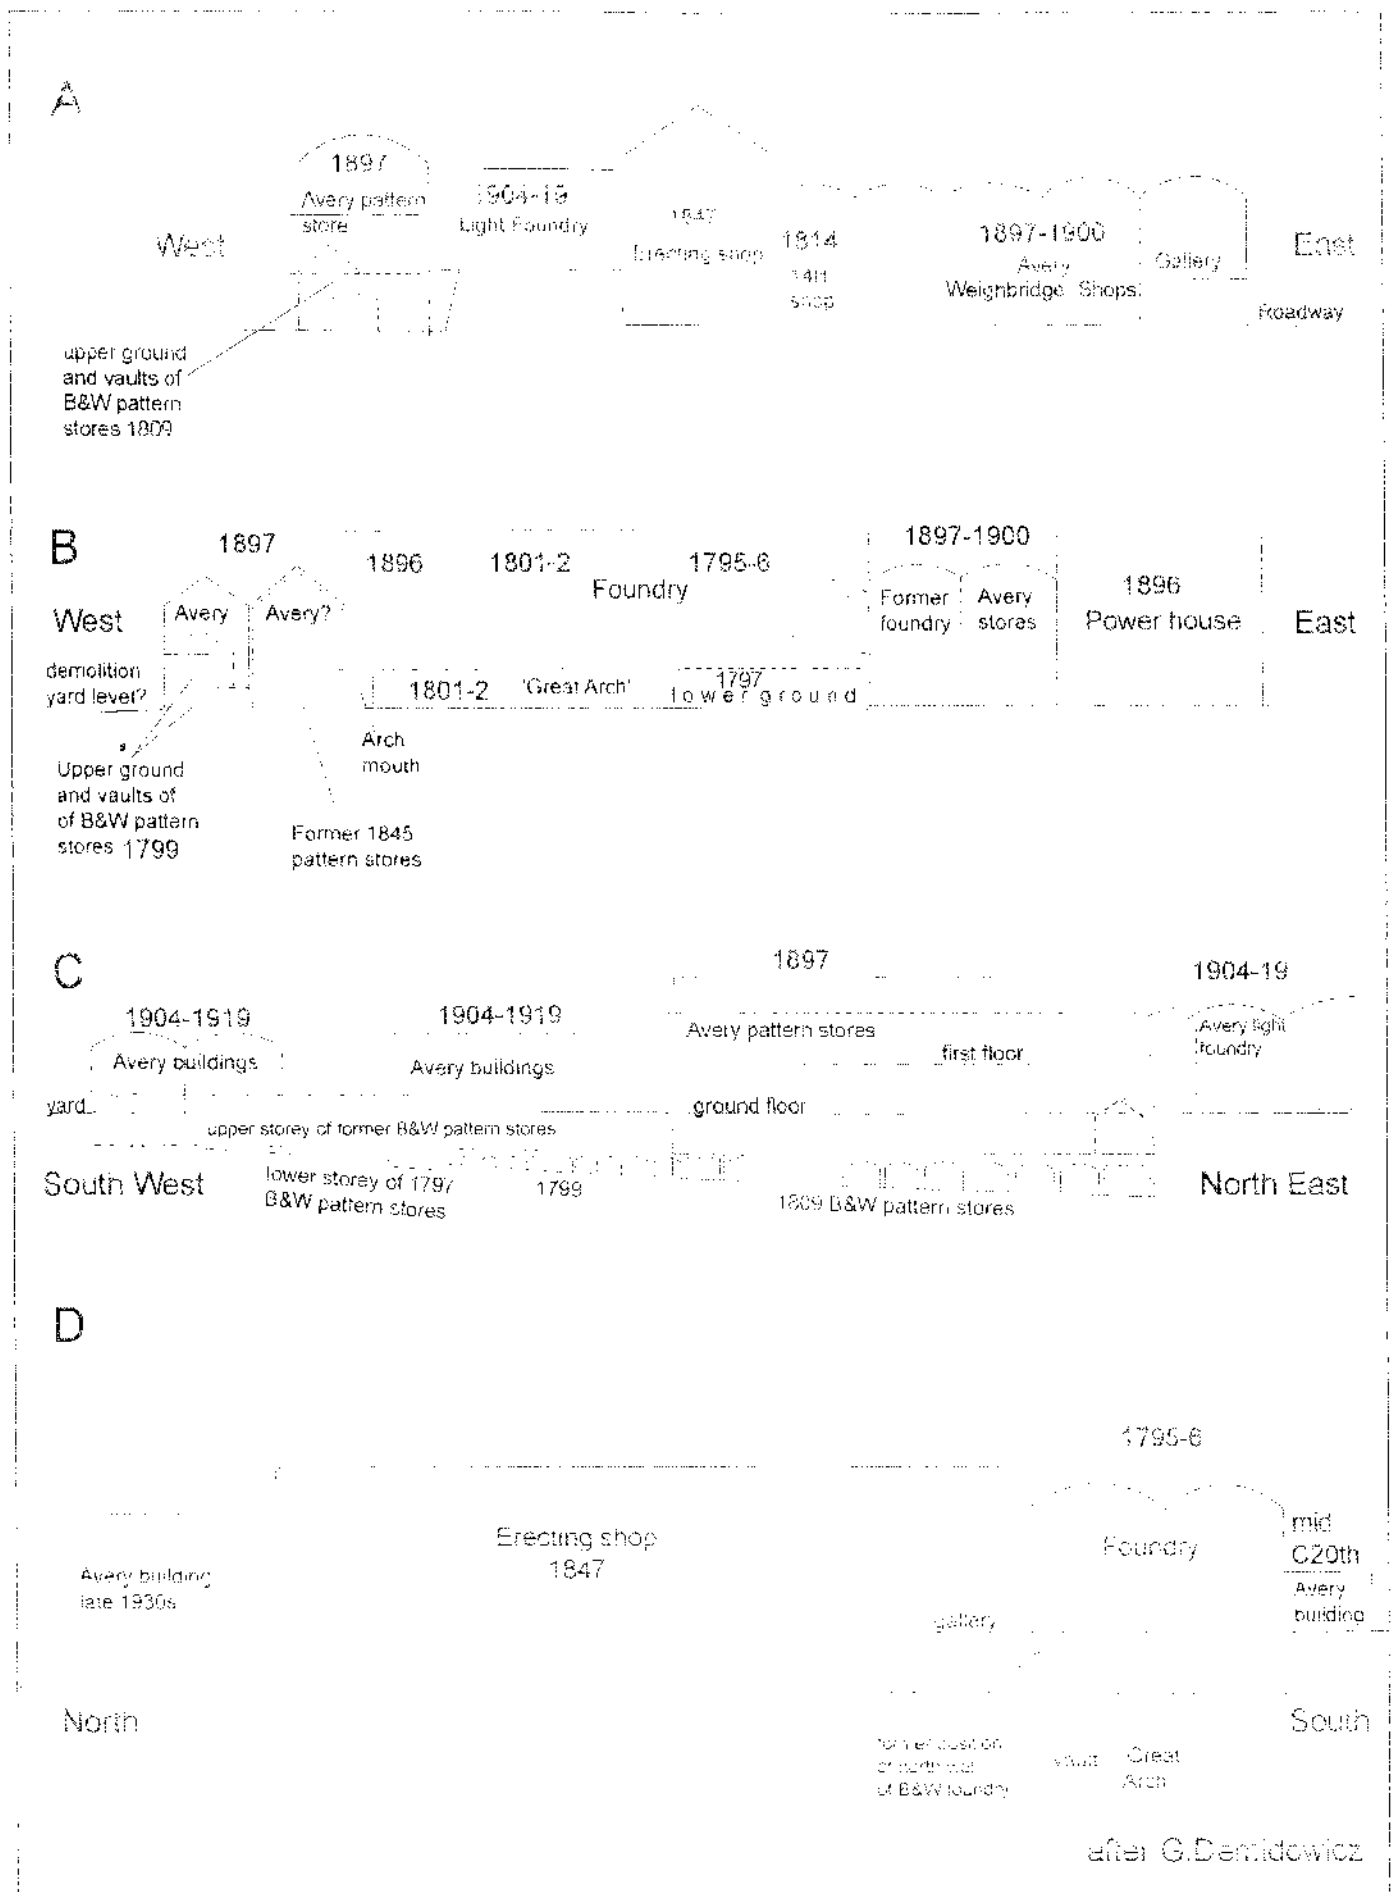 A
1897
Avery pattern
store
1904-19
Light Foundry
1847
Erecting shop
1814
shop
1897-1900
Avery
Weighbridge Shops
Gallery
West
East
Roadway
upper ground
and vaults of
B&W pattern
stores 1809
B
1897
1896
1801-2
1795-6
Foundry
1897-1900
Former
foundry
Avery
stores
1896
Power house
West
Avery
Avery?
East
demolition
yard level?
1801-2
'Great Arch'
1797
lower ground
Arch
mouth
Upper ground
and vaults of
of B&W pattern
stores 1799
Former 1845
pattern stores
C
1897
1904-19
1904-1919
1904-1919
Avery buildings
Avery buildings
Avery pattern stores
first floor
Avery light
foundry
yard
ground floor
upper storey of former B&W pattern stores
South West
lower storey of 1797
B&W pattern stores
1799
1809 B&W pattern stores
North East
D
1795-6
Erecting shop
1847
Foundry
mid
C20th
Avery
building
Avery building
late 1930s
gallery
North
South
former position
of north wall
of B&W foundry
vault
Great
Arch
after G.Demidowicz